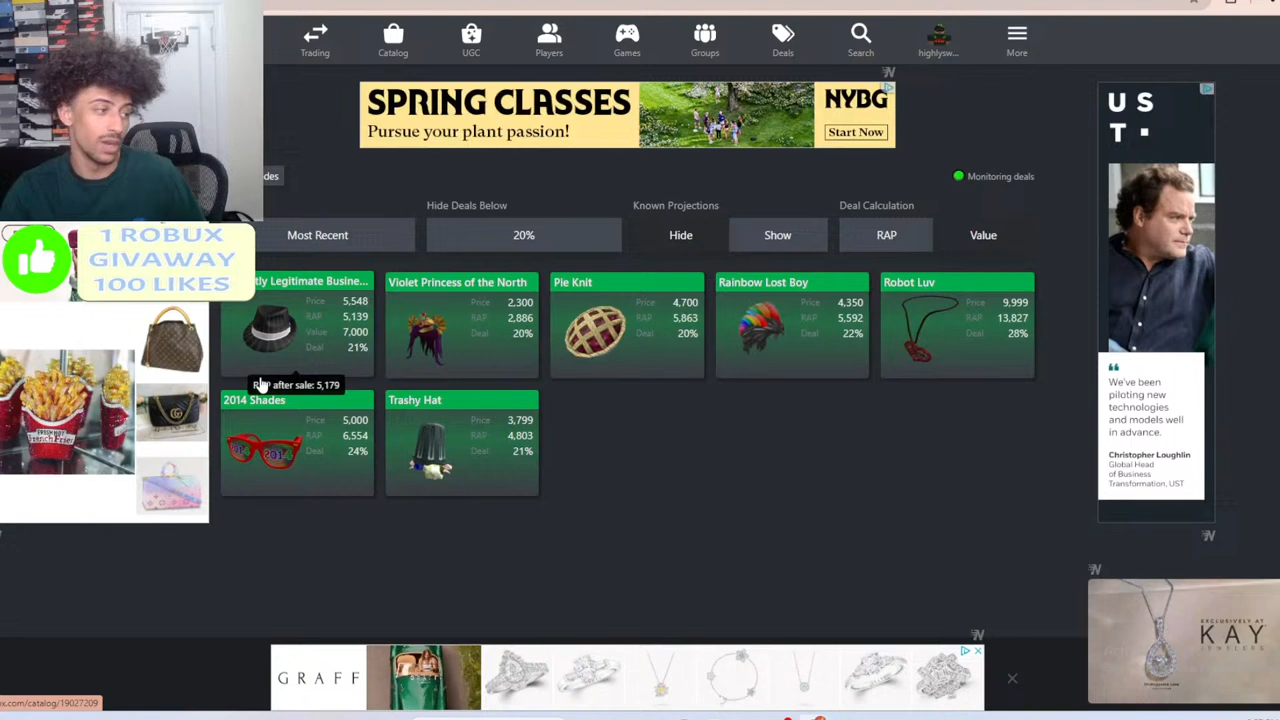 Trading
Catalog
UGC
Players
Games
Groups
Deals
Search
highlysw...
More
SPRING CLASSES
Pursue your plant passion!
NYBG
Start Now
U S
T
Monitoring deals
Hide Deals Below
Known Projections
Deal Calculation
Most Recent
20%
Hide
Show
RAP
Value
1 ROBUX
GIVAWAY
100 LIKES
tly Legitimate Busine...
Price 5,548
RAP 5,139
Value 7,000
Deal 21%
after sale: 5,179
Violet Princess of the North
Price 2,300
RAP 2,886
Deal 20%
Pie Knit
Price 4,700
RAP 5,863
Deal 20%
Rainbow Lost Boy
Price 4,350
RAP 5,592
Deal 22%
Robot Luv
Price 9,999
RAP 13,827
Deal 28%
2014 Shades
Price 5,000
RAP 6,554
Deal 24%
Trashy Hat
Price 3,799
RAP 4,803
Deal 21%
We've been
piloting new
technologies
and models well
in advance.
Christopher Loughlin
Global Head
of Business
Transformation, UST
EXCLUSIVELY AT
KAY
JEWELERS
GRAFF
ox.com/catalog/19027209